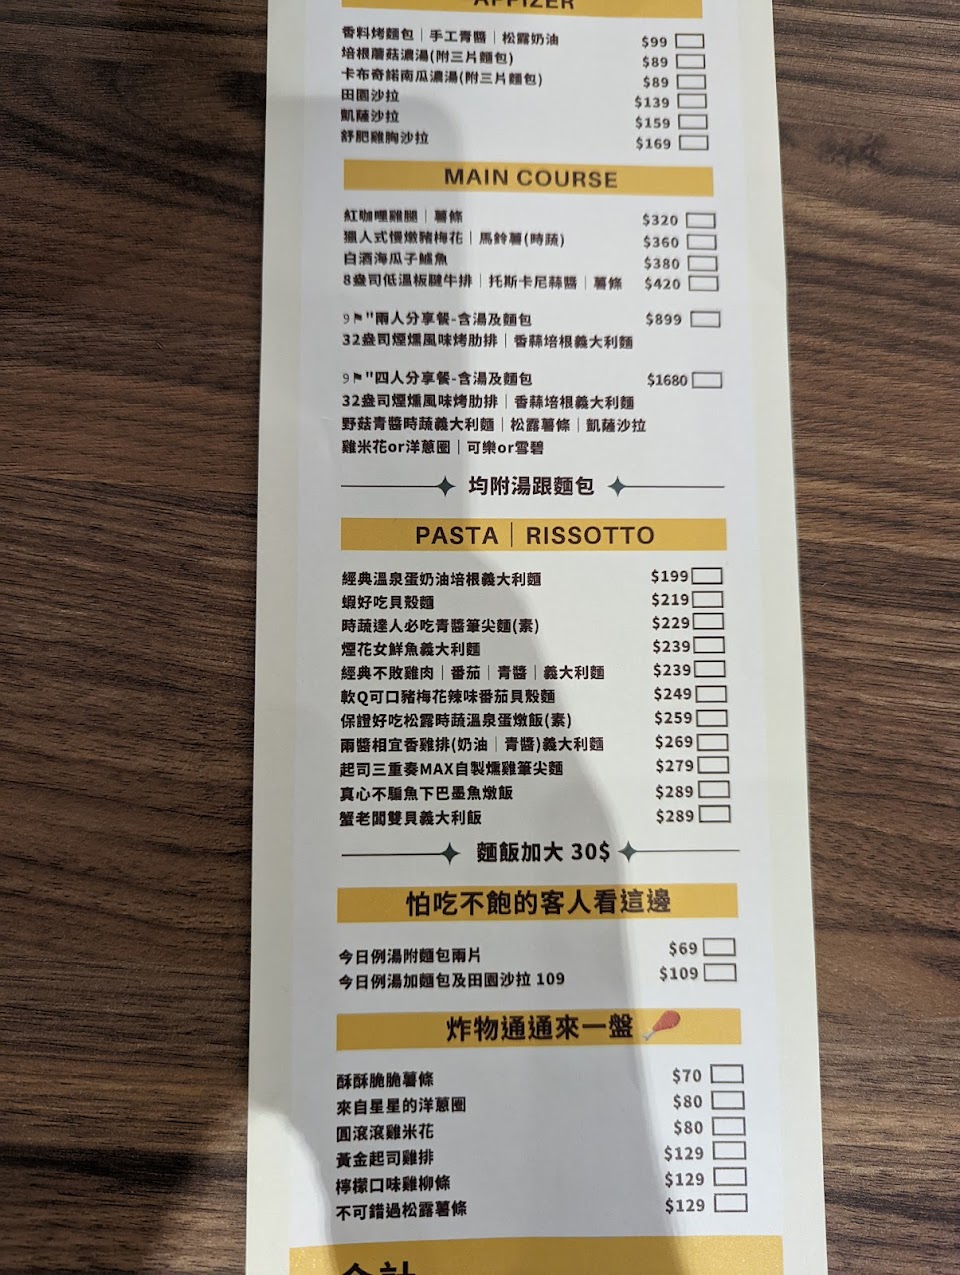 APPIZER
香料烤麵包｜手工青醬｜松露奶油 $99
培根蘑菇濃湯(附三片麵包) $89
卡布奇諾南瓜濃湯(附三片麵包) $89
田園沙拉 $139
凱薩沙拉 $159
舒肥雞胸沙拉 $169
MAIN COURSE
紅咖哩雞腿｜薯條 $320
獵人式慢燉豬梅花｜馬鈴薯(時蔬) $360
白酒海瓜子鱸魚 $380
8盎司低溫板腱牛排｜托斯卡尼蒜醬｜薯條 $420
9⚑"兩人分享餐-含湯及麵包 $899
32盎司煙燻風味烤肋排｜香蒜培根義大利麵
9⚑"四人分享餐-含湯及麵包 $1680
32盎司煙燻風味烤肋排｜香蒜培根義大利麵
野菇青醬時蔬義大利麵｜松露薯條｜凱薩沙拉
雞米花or洋蔥圈｜可樂or雪碧
均附湯跟麵包
PASTA｜RISSOTTO
經典溫泉蛋奶油培根義大利麵 $199
蝦好吃貝殼麵 $219
時蔬達人必吃青醬筆尖麵(素) $229
煙花女鮮魚義大利麵 $239
經典不敗雞肉｜番茄｜青醬｜義大利麵 $239
軟Q可口豬梅花辣味番茄貝殼麵 $249
保證好吃松露時蔬溫泉蛋燉飯(素) $259
兩醬相宜香雞排(奶油｜青醬)義大利麵 $269
起司三重奏MAX自製燻雞筆尖麵 $279
真心不騙魚下巴墨魚燉飯 $289
蟹老闆雙貝義大利飯 $289
麵飯加大 30$
怕吃不飽的客人看這邊
今日例湯附麵包兩片 $69
今日例湯加麵包及田園沙拉 109 $109
炸物通通來一盤
酥酥脆脆薯條 $70
來自星星的洋蔥圈 $80
圓滾滾雞米花 $80
黃金起司雞排 $129
檸檬口味雞柳條 $129
不可錯過松露薯條 $129
合計